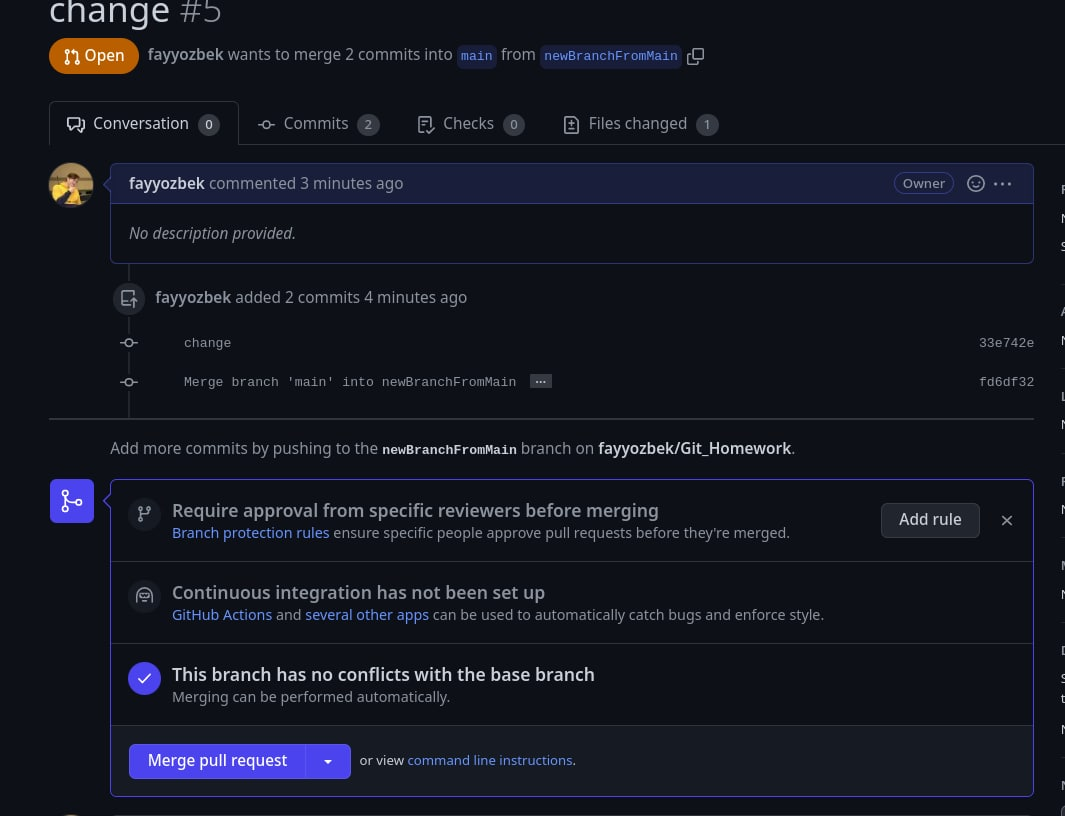 change #5
Open fayyozbek wants to merge 2 commits into main from newBranchFromMain
Conversation 0 Commits 2 Checks 0 Files changed 1
fayyozbek commented 3 minutes ago Owner ...
No description provided.
fayyozbek added 2 commits 4 minutes ago
change 33e742e
Merge branch 'main' into newBranchFromMain ... fd6df32
Add more commits by pushing to the newBranchFromMain branch on fayyozbek/Git_Homework.
Require approval from specific reviewers before merging
Branch protection rules ensure specific people approve pull requests before they're merged.
Add rule
Continuous integration has not been set up
GitHub Actions and several other apps can be used to automatically catch bugs and enforce style.
This branch has no conflicts with the base branch
Merging can be performed automatically.
Merge pull request or view command line instructions.